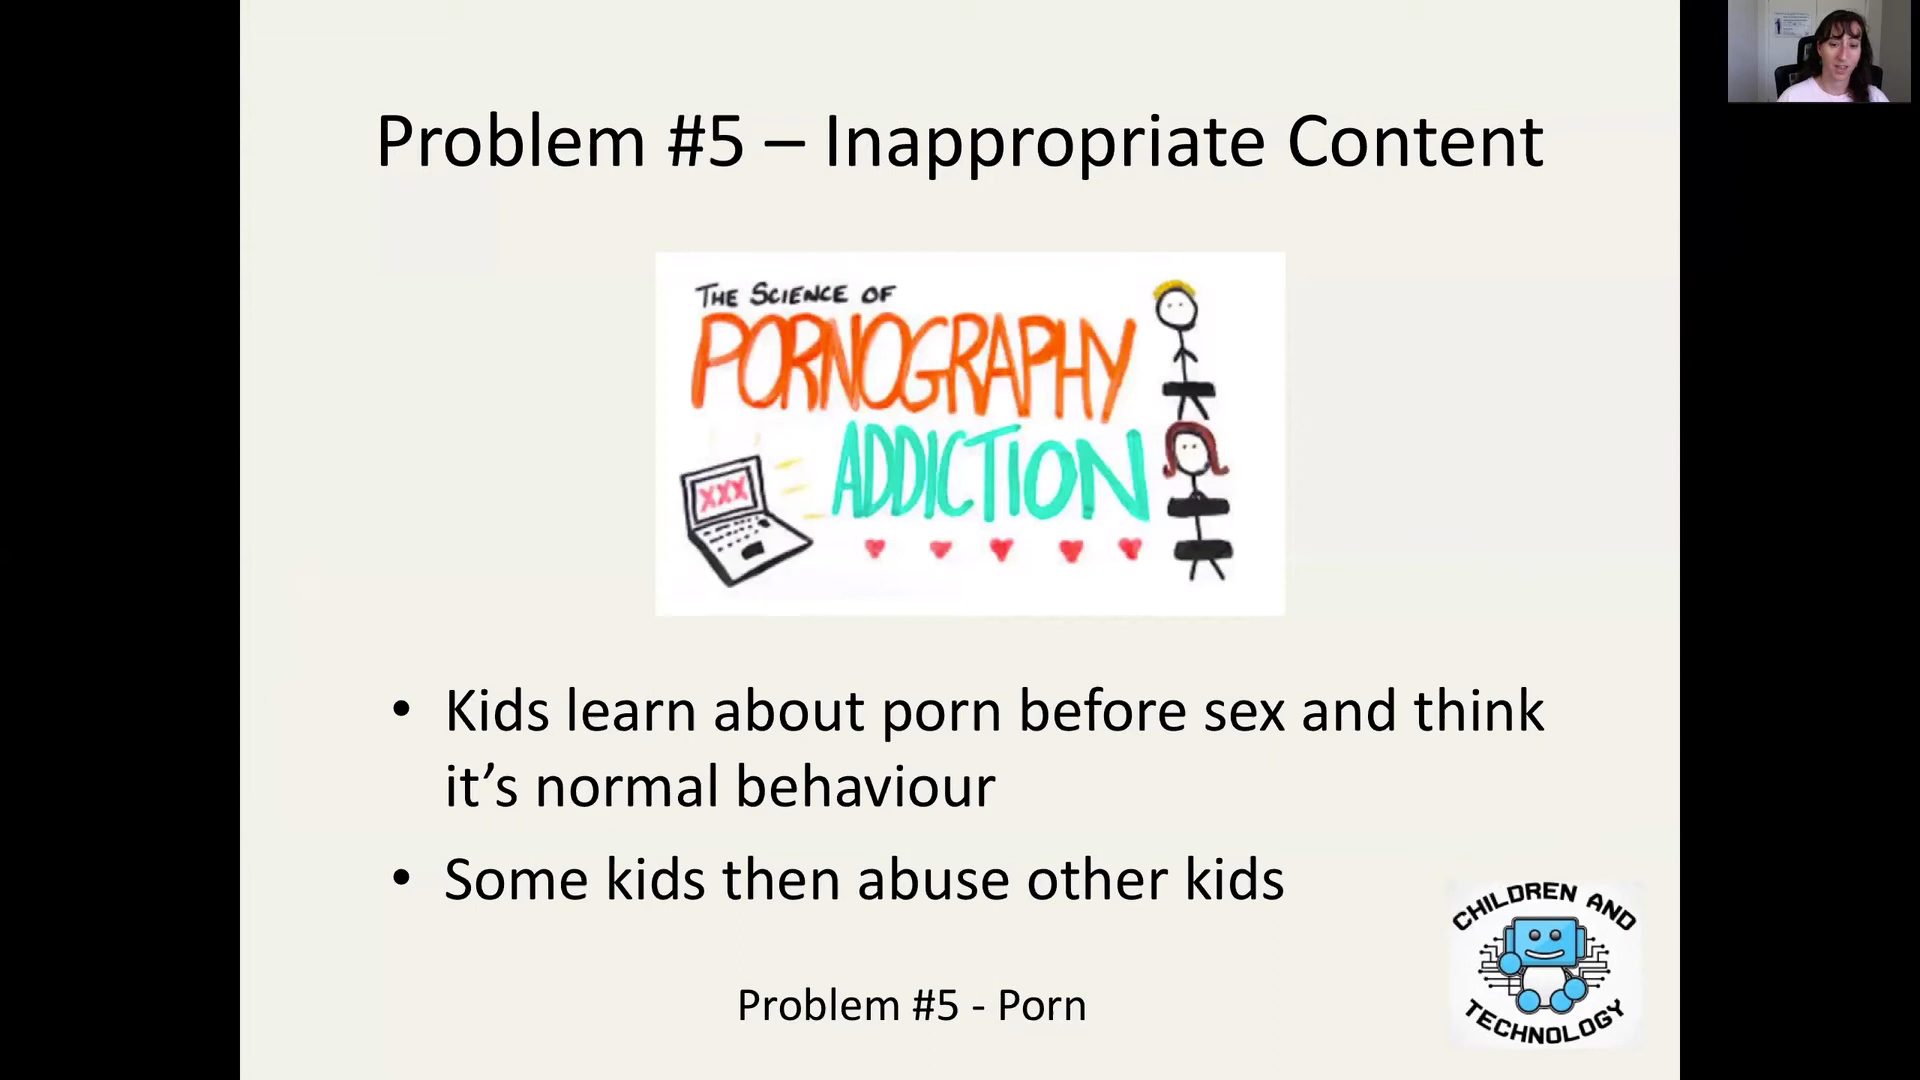 Problem #5 – Inappropriate Content
THE SCIENCE OF
PORNOGRAPHY
ADDICTION
XXX
• Kids learn about porn before sex and think
it’s normal behaviour
• Some kids then abuse other kids
Problem #5 - Porn
CHILDREN AND
TECHNOLOGY